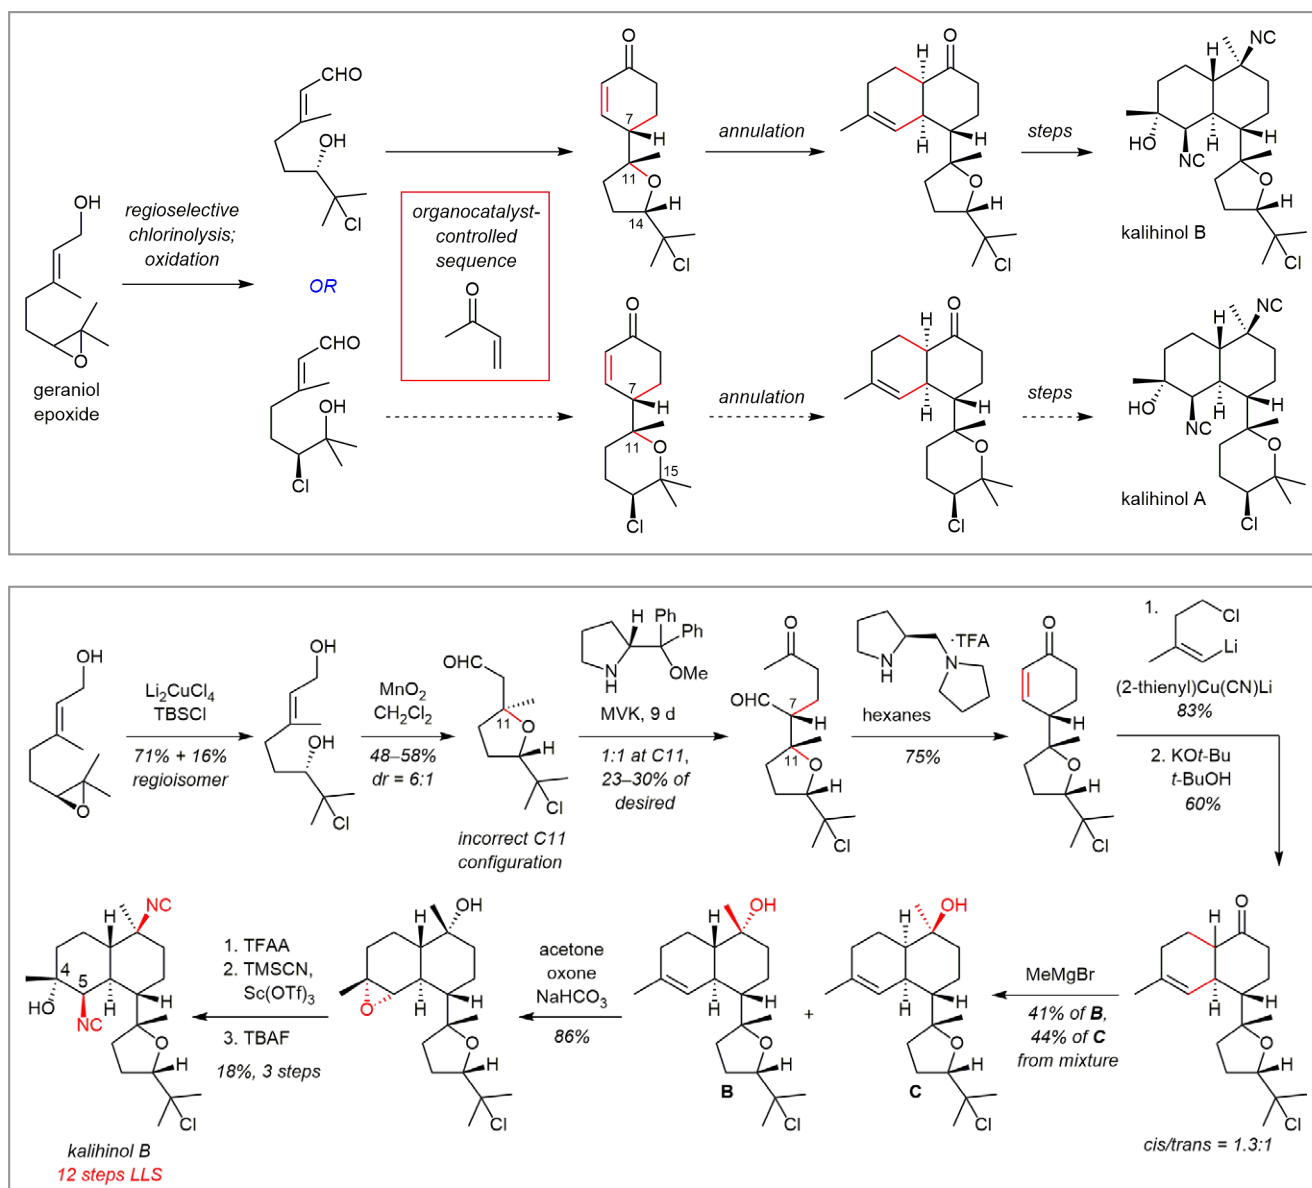 OH
geraniol
epoxide
O
regioselective
chlorinolysis;
oxidation
CHO
OH
Cl
OR
CHO
OH
Cl
organocatalyst-
controlled
sequence
O
O
7
H
11
O
H
14
Cl
annulation
H
O
H
H
O
H
Cl
steps
H
NC
HO
NC
H
H
O
H
Cl
kalihinol B
O
7
H
11
O
15
Cl
annulation
H
O
H
H
O
Cl
steps
H
NC
HO
NC
H
H
O
Cl
kalihinol A
OH
O
Li2CuCl4
TBSCl
71% + 16%
regioisomer
OH
OH
Cl
MnO2
CH2Cl2
48–58%
dr = 6:1
OHC
11
O
H
Cl
incorrect C11
configuration
H
Ph
Ph
N
H
OMe
MVK, 9 d
1:1 at C11,
23–30% of
desired
O
OHC
7
H
11
O
H
Cl
N
H
N
·TFA
hexanes
75%
O
H
O
H
Cl
1.
Cl
Li
(2-thienyl)Cu(CN)Li
83%
2. KOt-Bu
t-BuOH
60%
H
O
H
H
O
H
Cl
cis/trans = 1.3:1
MeMgBr
41% of B,
44% of C
from mixture
H
OH
H
H
O
H
Cl
C
+
H
OH
H
H
O
H
Cl
B
acetone
oxone
NaHCO3
86%
H
OH
O
H
H
O
H
Cl
1. TFAA
2. TMSCN,
Sc(OTf)3
3. TBAF
18%, 3 steps
H
NC
4
5
HO
NC
H
H
O
H
Cl
kalihinol B
12 steps LLS